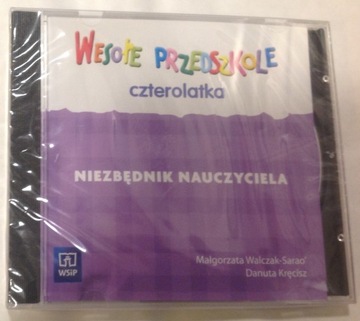 WESOŁE PRZEDSZKOLE
czterolatka
NIEZBĘDNIK NAUCZYCIELA
Małgorzata Walczak-Sarao
Danuta Kręcisz
WSiP